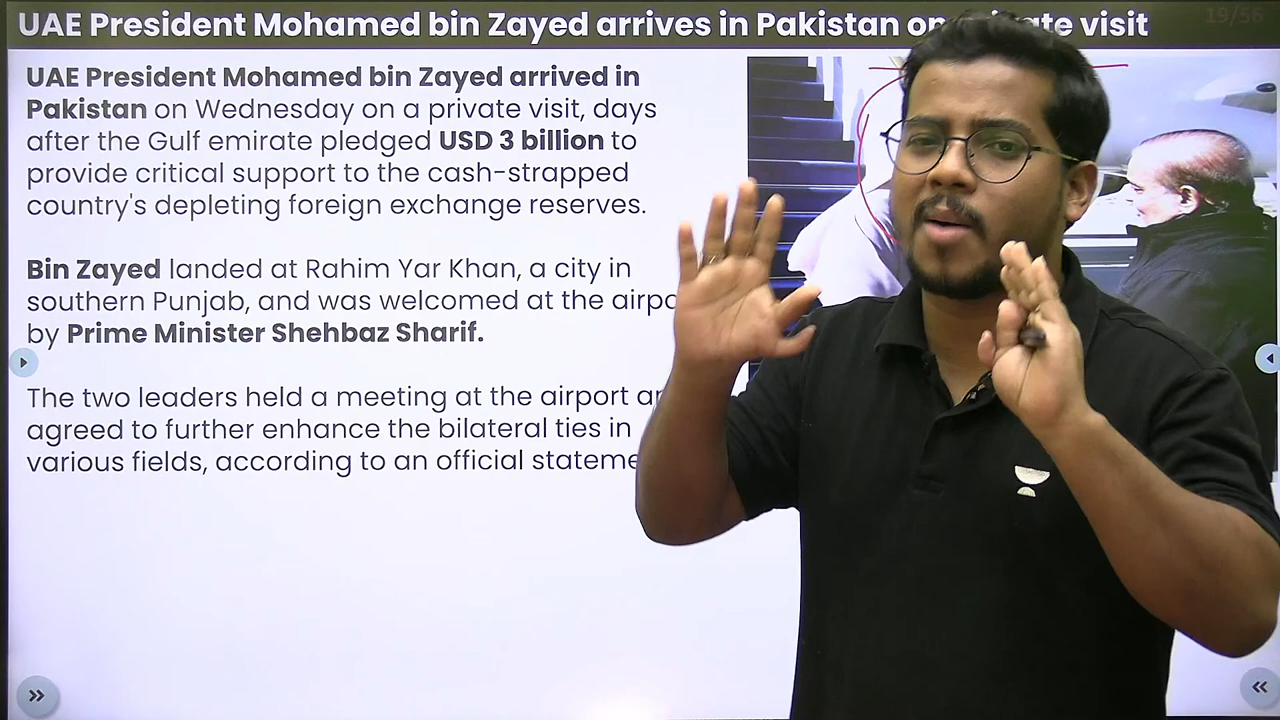 UAE President Mohamed bin Zayed arrives in Pakistan on private visit
19/56
UAE President Mohamed bin Zayed arrived in
Pakistan on Wednesday on a private visit, days
after the Gulf emirate pledged USD 3 billion to
provide critical support to the cash-strapped
country's depleting foreign exchange reserves.
Bin Zayed landed at Rahim Yar Khan, a city in
southern Punjab, and was welcomed at the
by Prime Minister Shehbaz Sharif.
The two leaders held a meeting at the airport
agreed to further enhance the bilateral ties in
various fields, according to an official